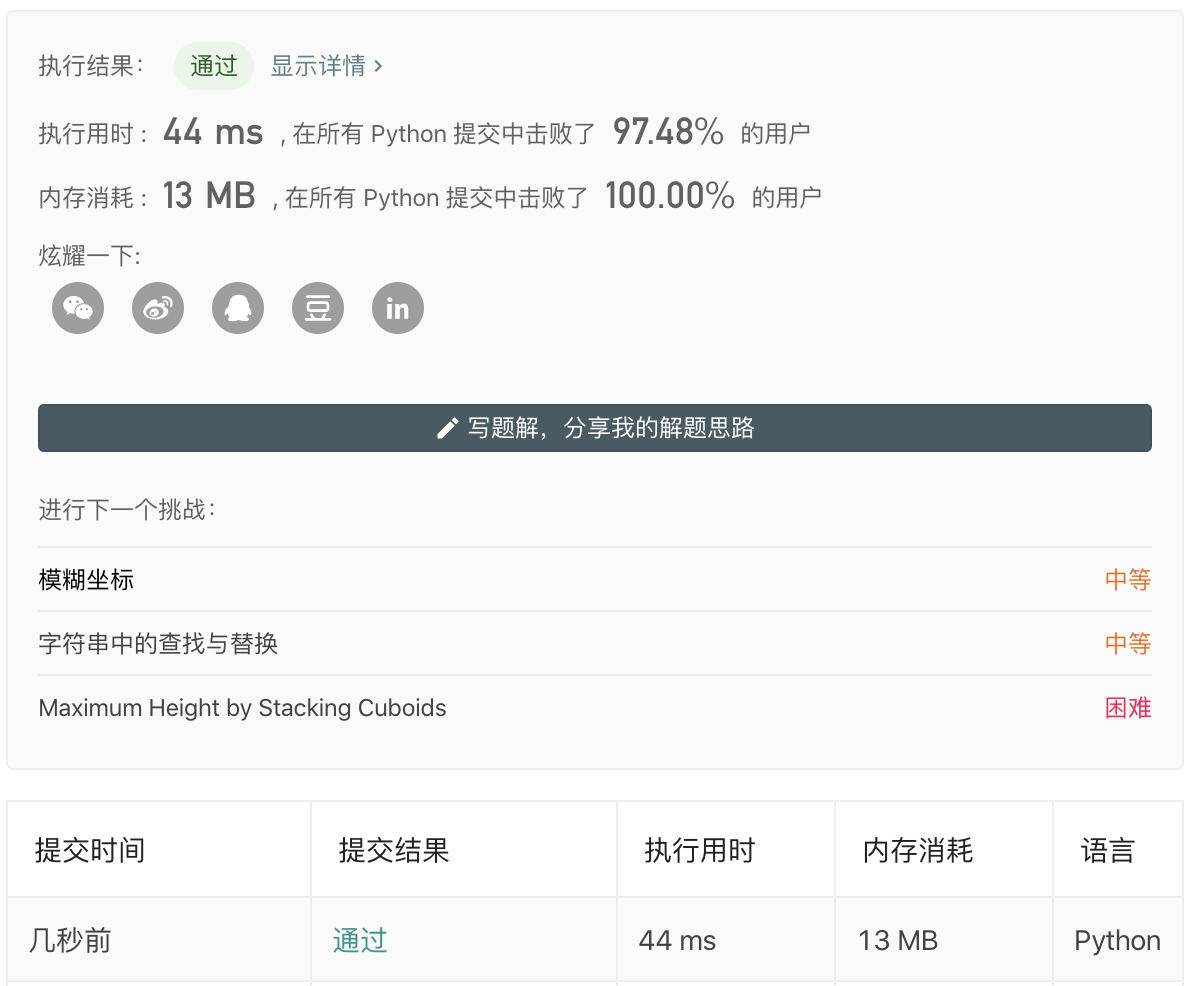 执行结果： 通过 显示详情 >
执行用时 : 44 ms , 在所有 Python 提交中击败了 97.48% 的用户
内存消耗 : 13 MB , 在所有 Python 提交中击败了 100.00% 的用户
炫耀一下:
豆 in
写题解，分享我的解题思路
进行下一个挑战：
模糊坐标 中等
字符串中的查找与替换 中等
Maximum Height by Stacking Cuboids 困难
提交时间 提交结果 执行用时 内存消耗 语言
几秒前 通过 44 ms 13 MB Python